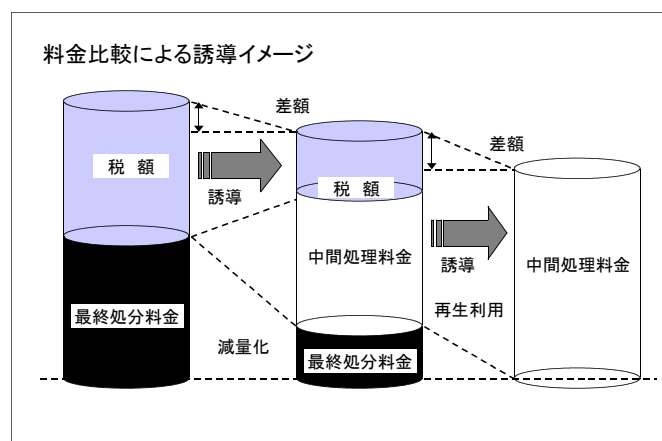 料金比較による誘導イメージ
差額
税 額
誘導
最終処分料金
減量化
税 額
中間処理料金
最終処分料金
差額
誘導
再生利用
中間処理料金